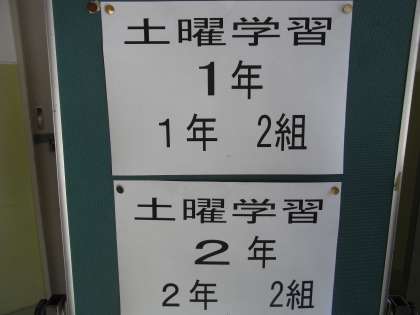 土曜学習
1年
1年 2組
土曜学習
2年
2年 2組